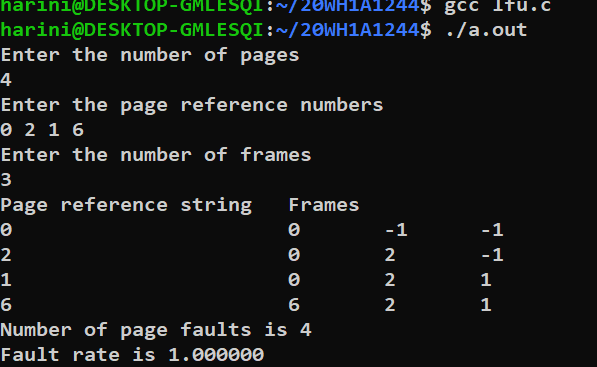 harini@DESKTOP-GMLESQI:~/20WH1A1244$ gcc lfu.c
harini@DESKTOP-GMLESQI:~/20WH1A1244$ ./a.out
Enter the number of pages
4
Enter the page reference numbers
0 2 1 6
Enter the number of frames
3
Page reference string   Frames
0 0 -1 -1
2 0 2 -1
1 0 2 1
6 6 2 1
Number of page faults is 4
Fault rate is 1.000000